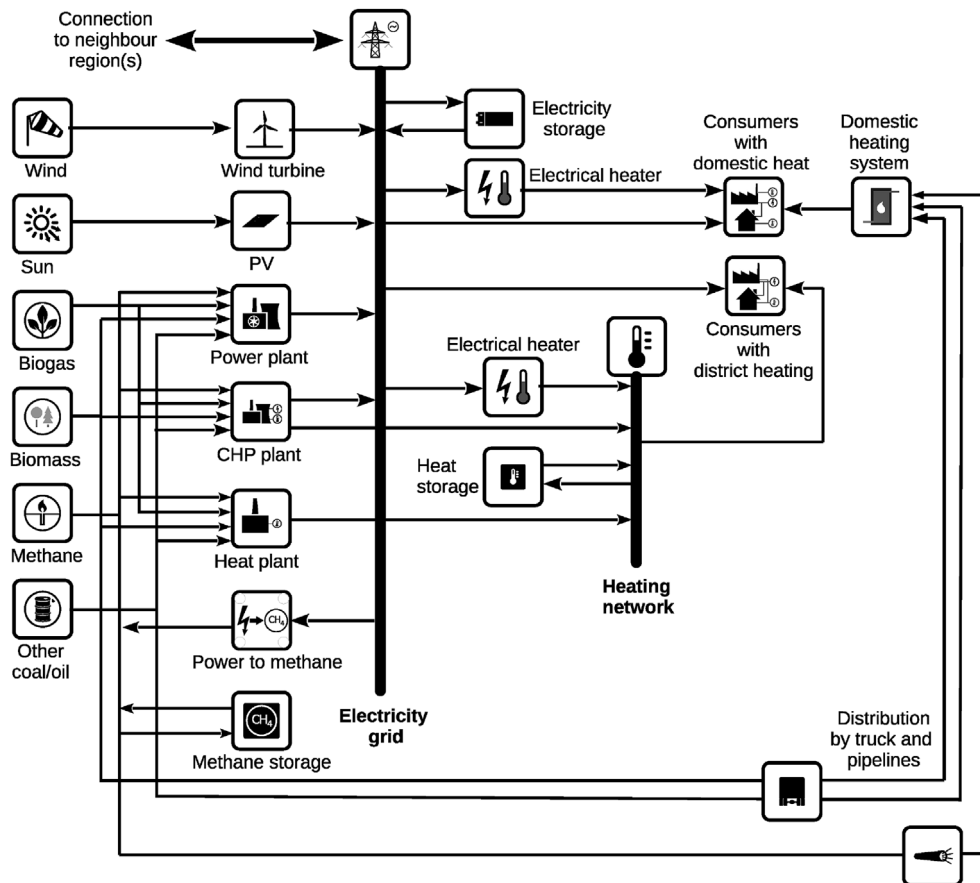 Connection
to neighbour
region(s)
Wind
Wind turbine
Electricity
storage
Consumers
with
domestic heat
Domestic
heating
system
Electrical heater
Sun
PV
Biogas
Power plant
Consumers
with
district heating
Electrical heater
Biomass
CHP plant
Heat
storage
Methane
Heat plant
Heating
network
Other
coal/oil
CH₄
Power to methane
CH₄
Methane storage
Electricity
grid
Distribution
by truck and
pipelines